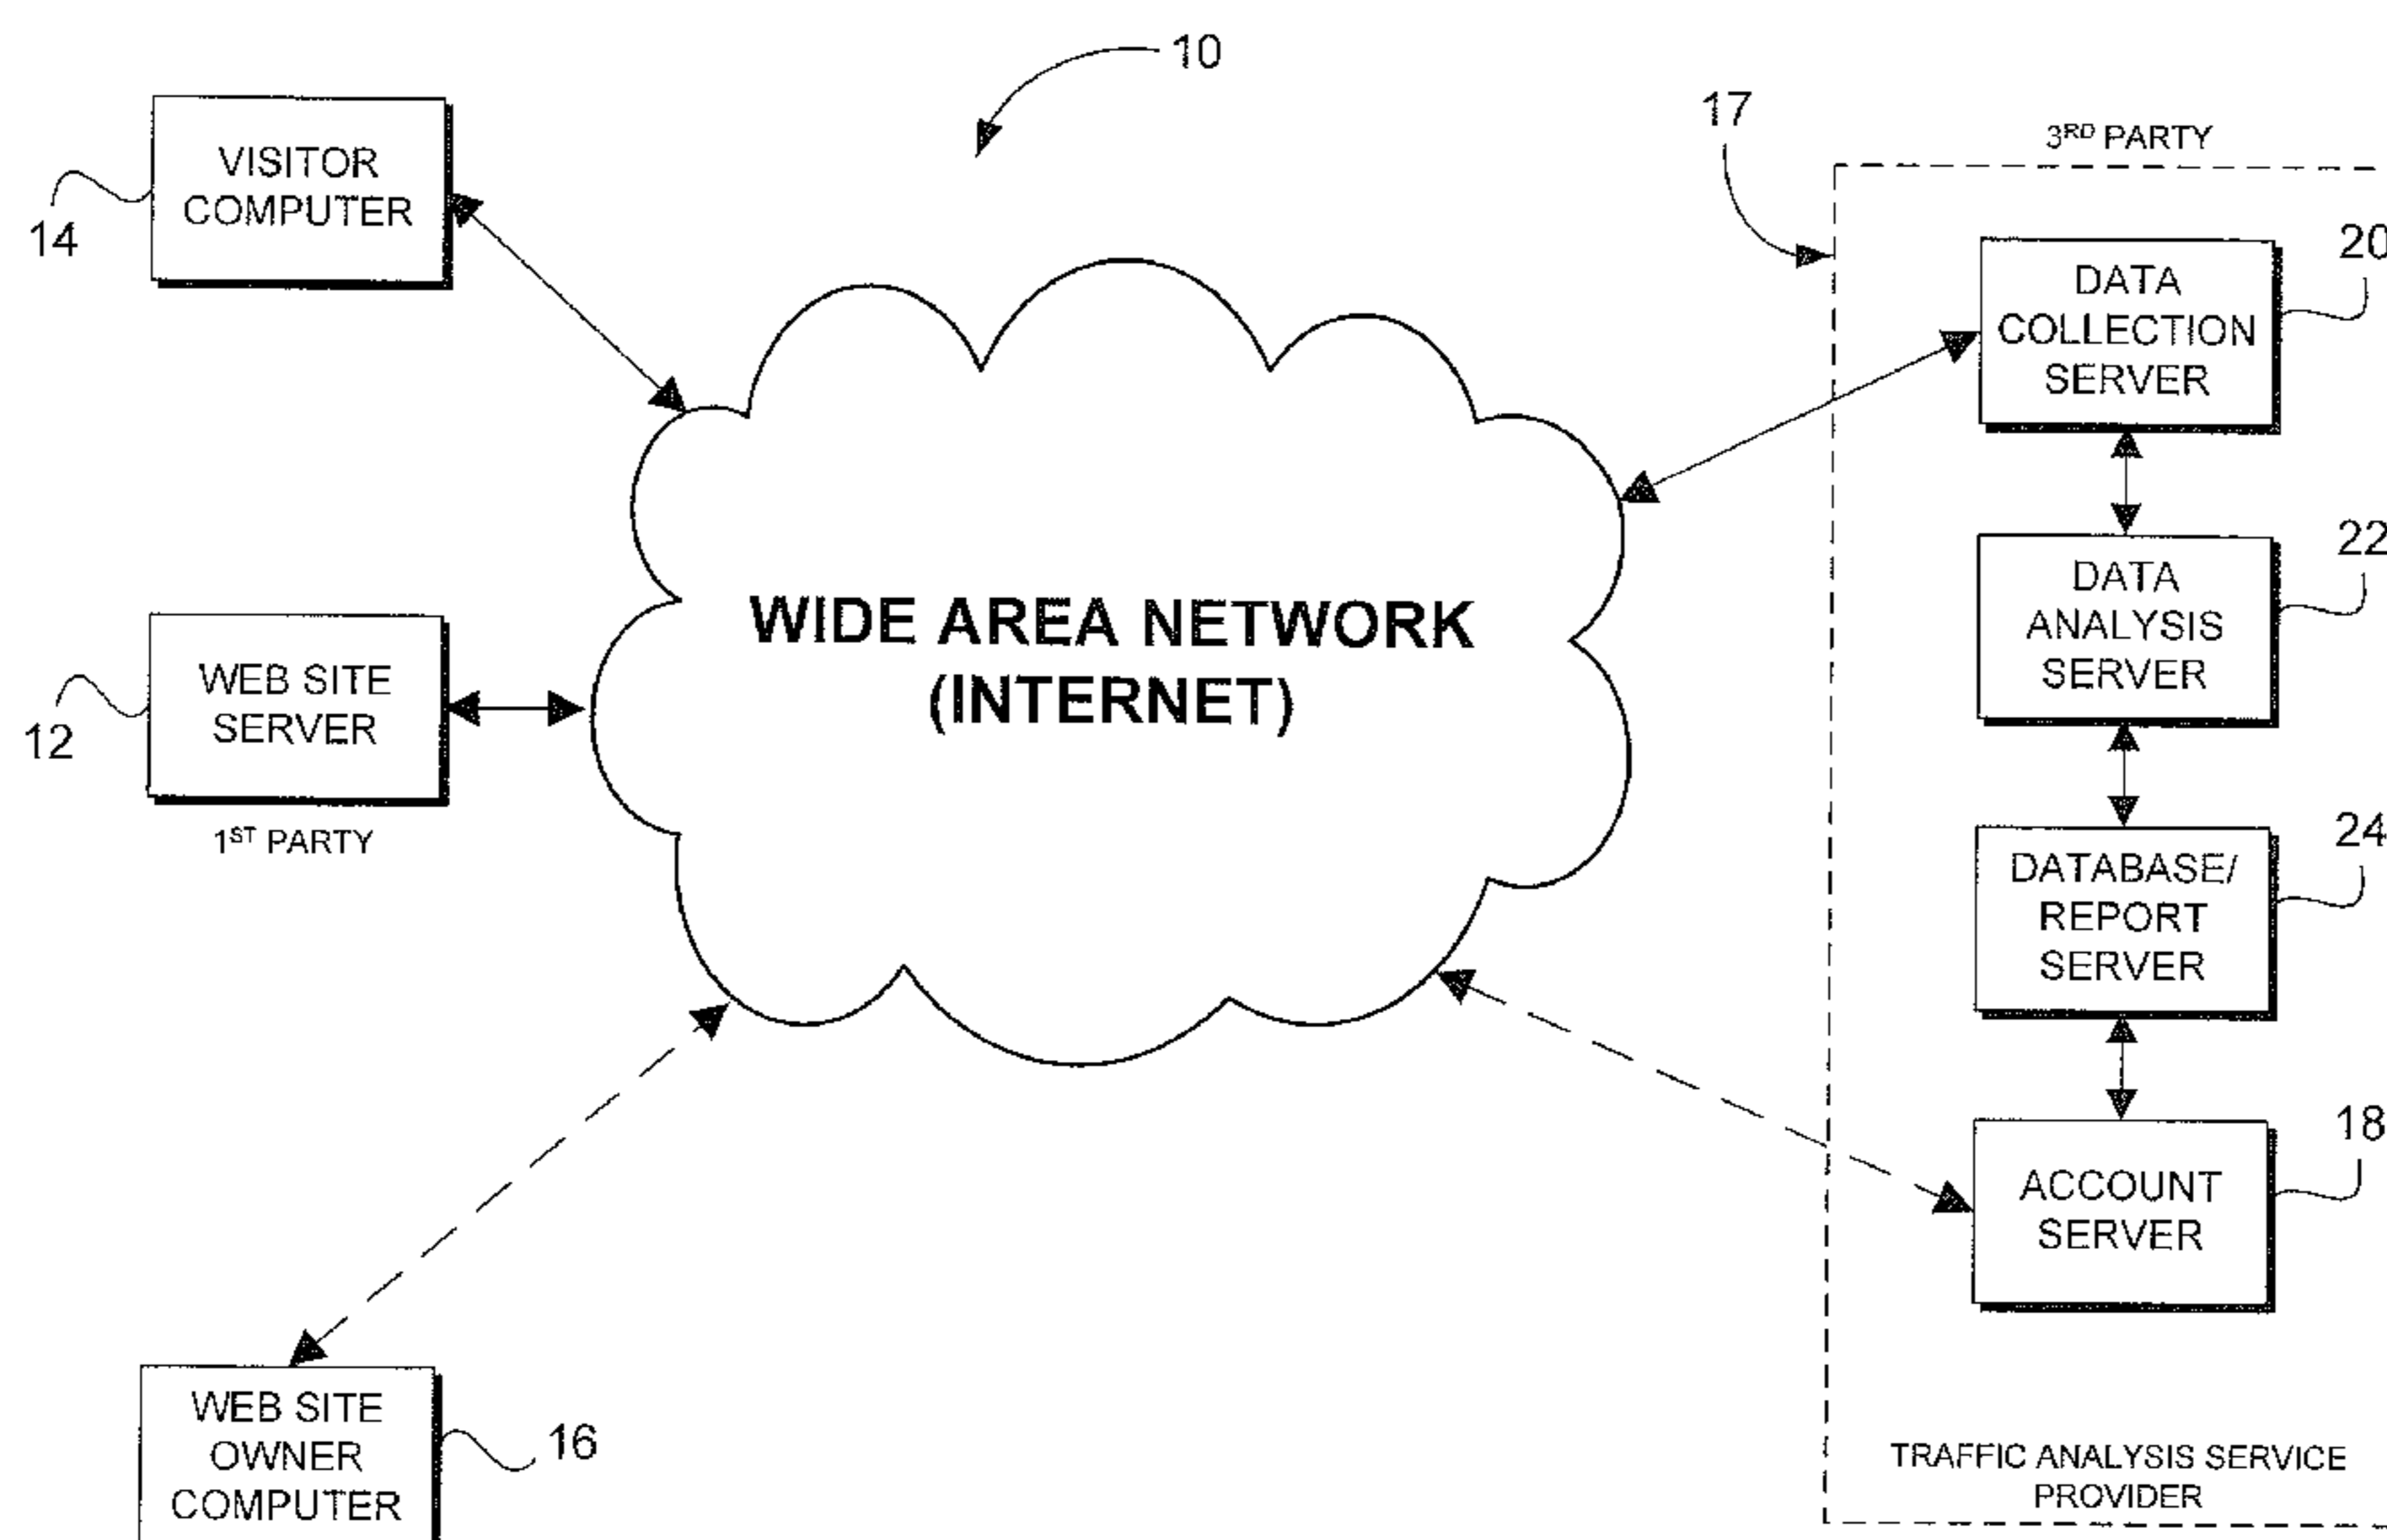 10
17
3RD PARTY
VISITOR
COMPUTER
14
DATA
COLLECTION
SERVER
20
DATA
ANALYSIS
SERVER
22
WIDE AREA NETWORK
(INTERNET)
WEB SITE
SERVER
12
1ST PARTY
DATABASE/
REPORT
SERVER
24
ACCOUNT
SERVER
18
WEB SITE
OWNER
COMPUTER
16
TRAFFIC ANALYSIS SERVICE
PROVIDER